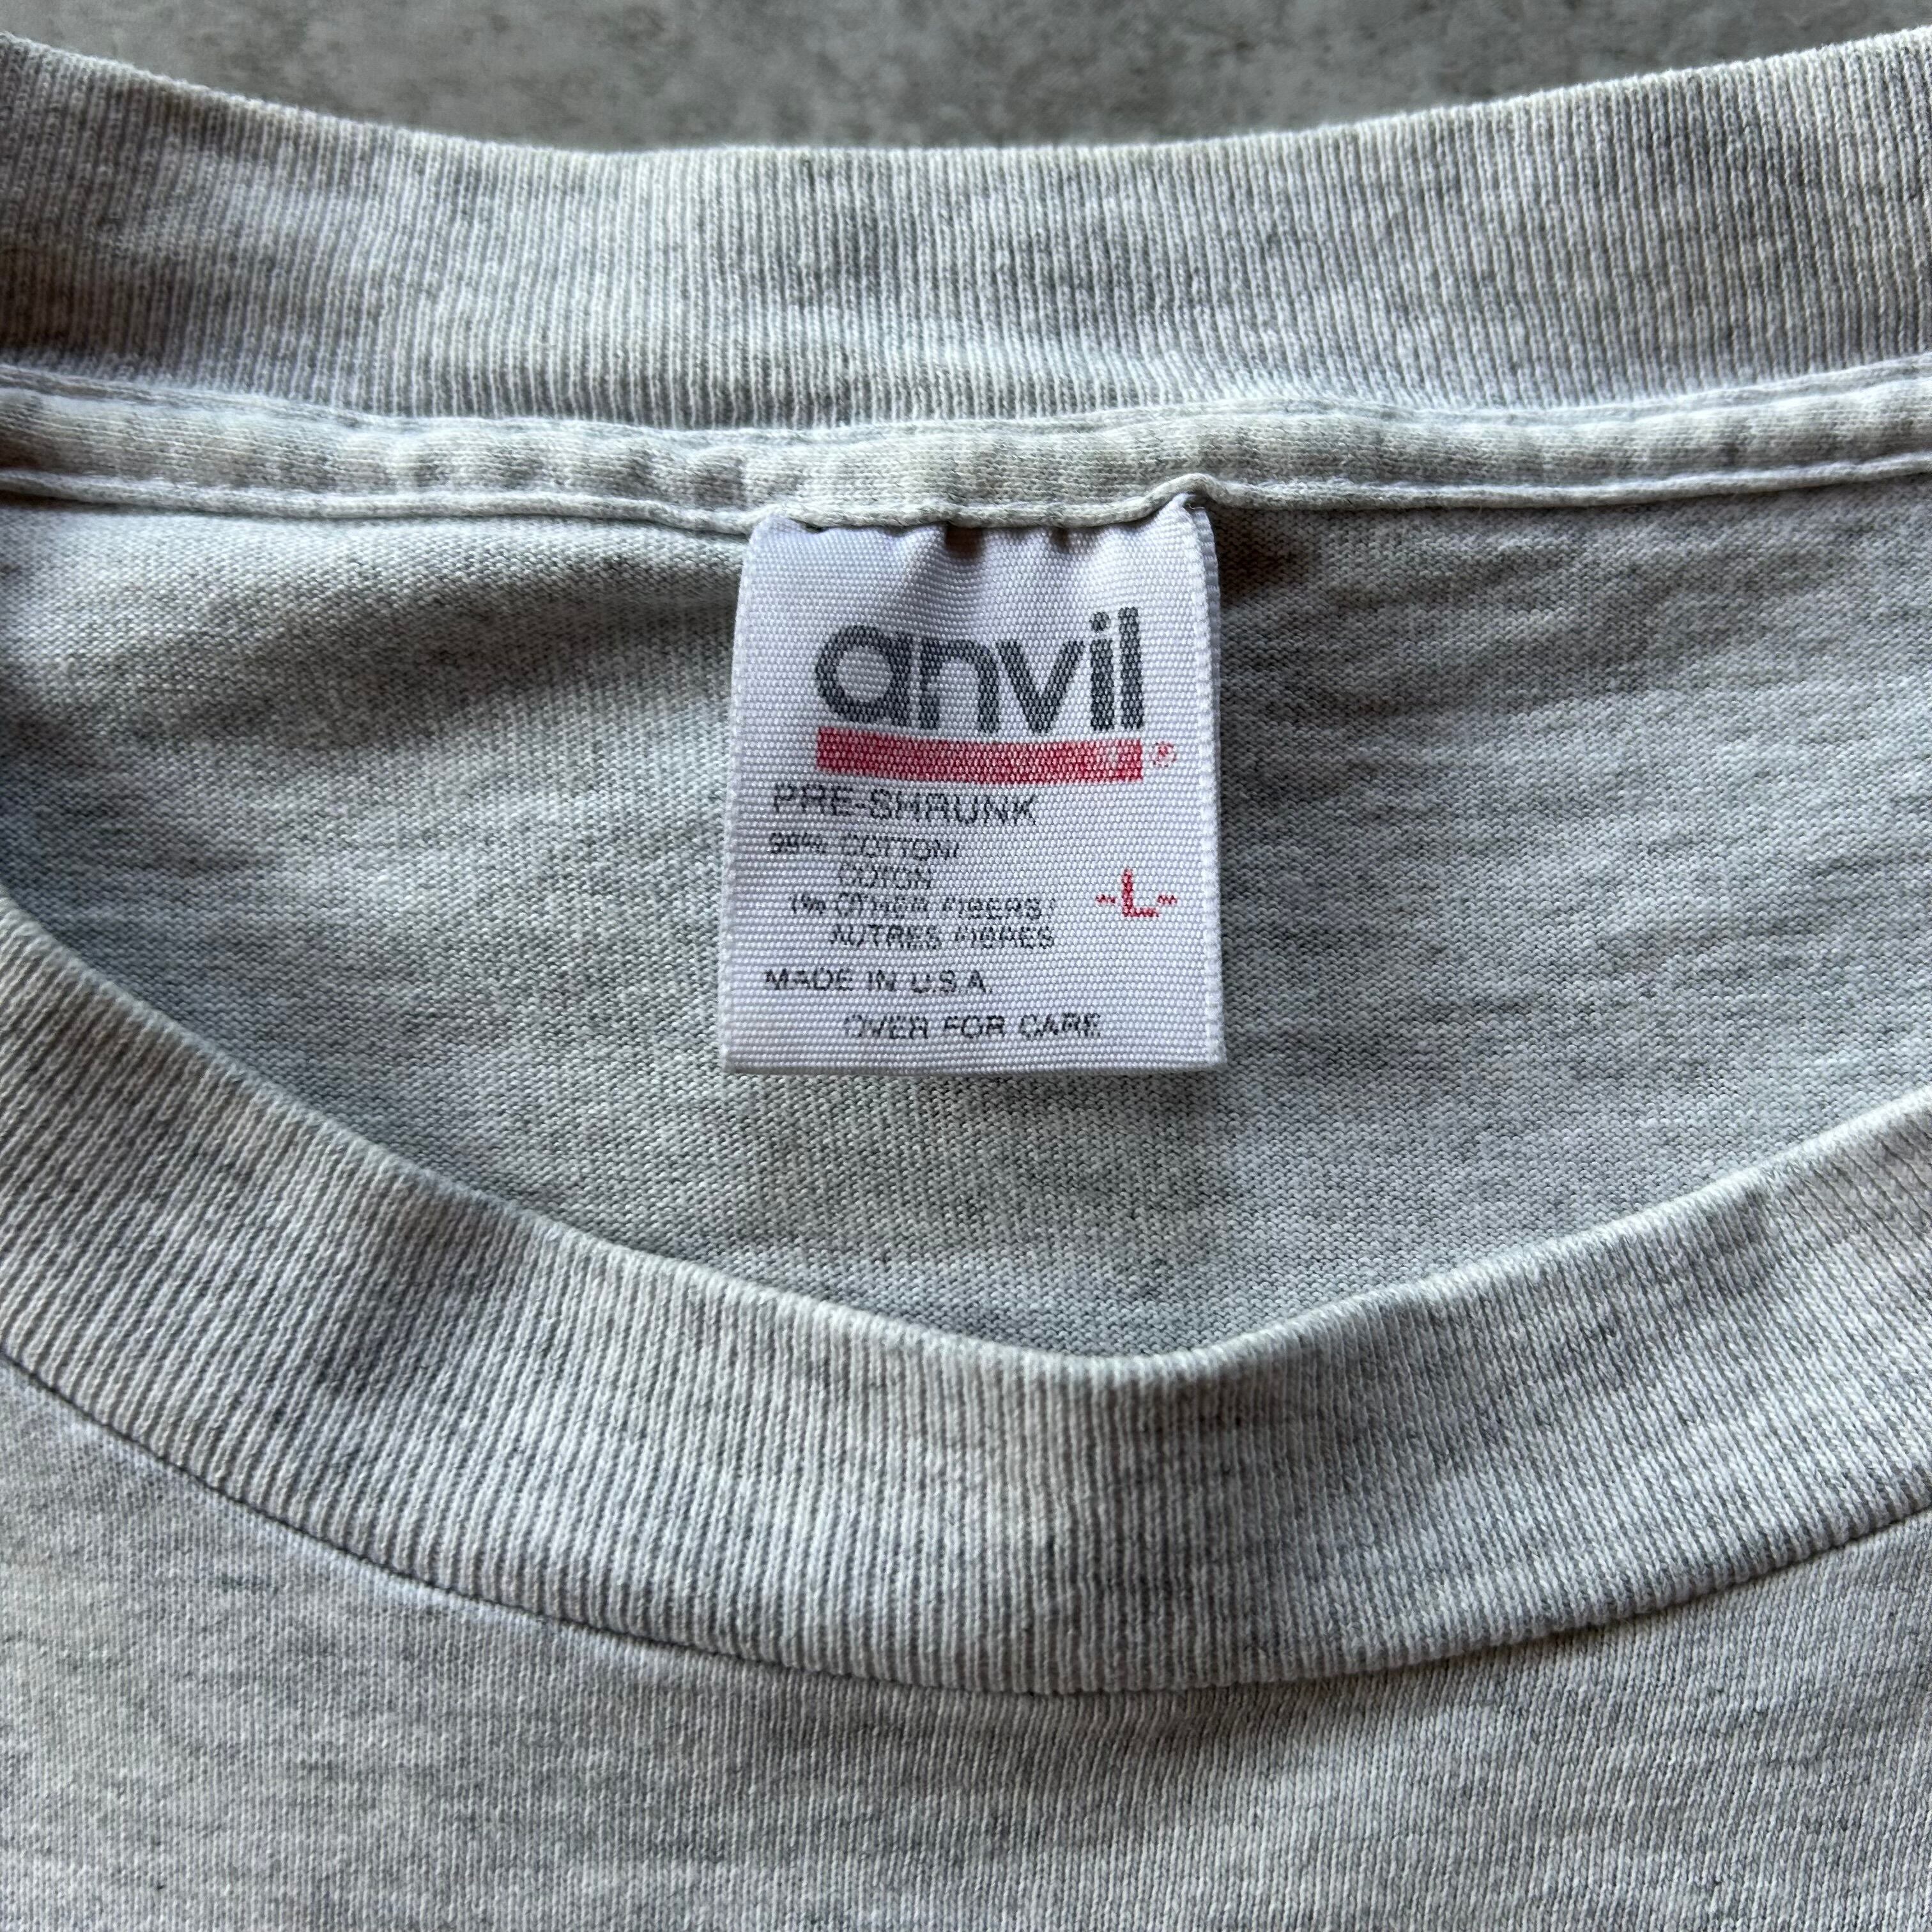 anvil®
PRE-SHRUNK
99% COTTON/
COTON
1% OTHER FIBERS/
AUTRES FIBRES
-L-
MADE IN U.S.A.
OVER FOR CARE